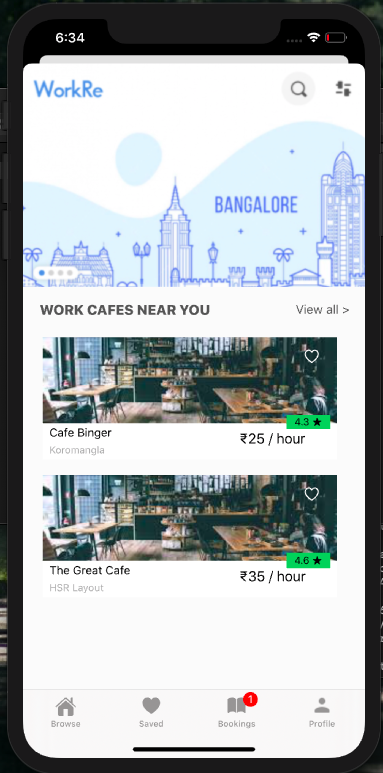 6:34
WorkRe
BANGALORE
WORK CAFES NEAR YOU
View all >
4.3 ★
Cafe Binger
₹25 / hour
Koromangla
4.6 ★
The Great Cafe
₹35 / hour
HSR Layout
1
Browse
Saved
Bookings
Profile